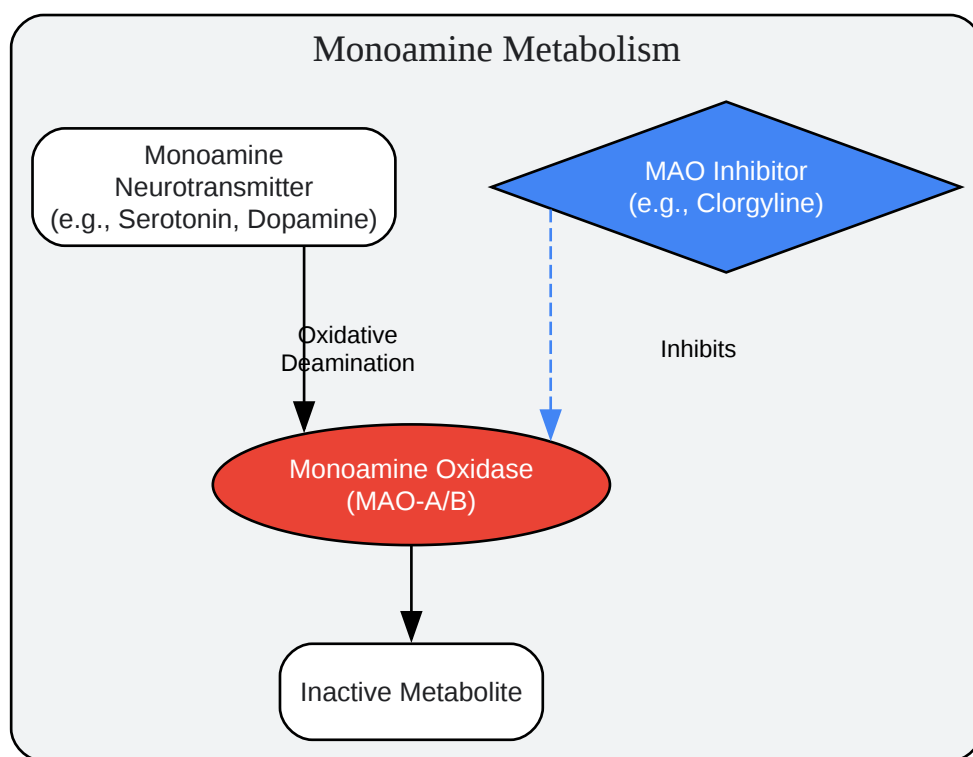 Monoamine Metabolism
Monoamine
Neurotransmitter
(e.g., Serotonin, Dopamine)
MAO Inhibitor
(e.g., Clorgyline)
Oxidative
Deamination
Inhibits
Monoamine Oxidase
(MAO-A/B)
Inactive Metabolite